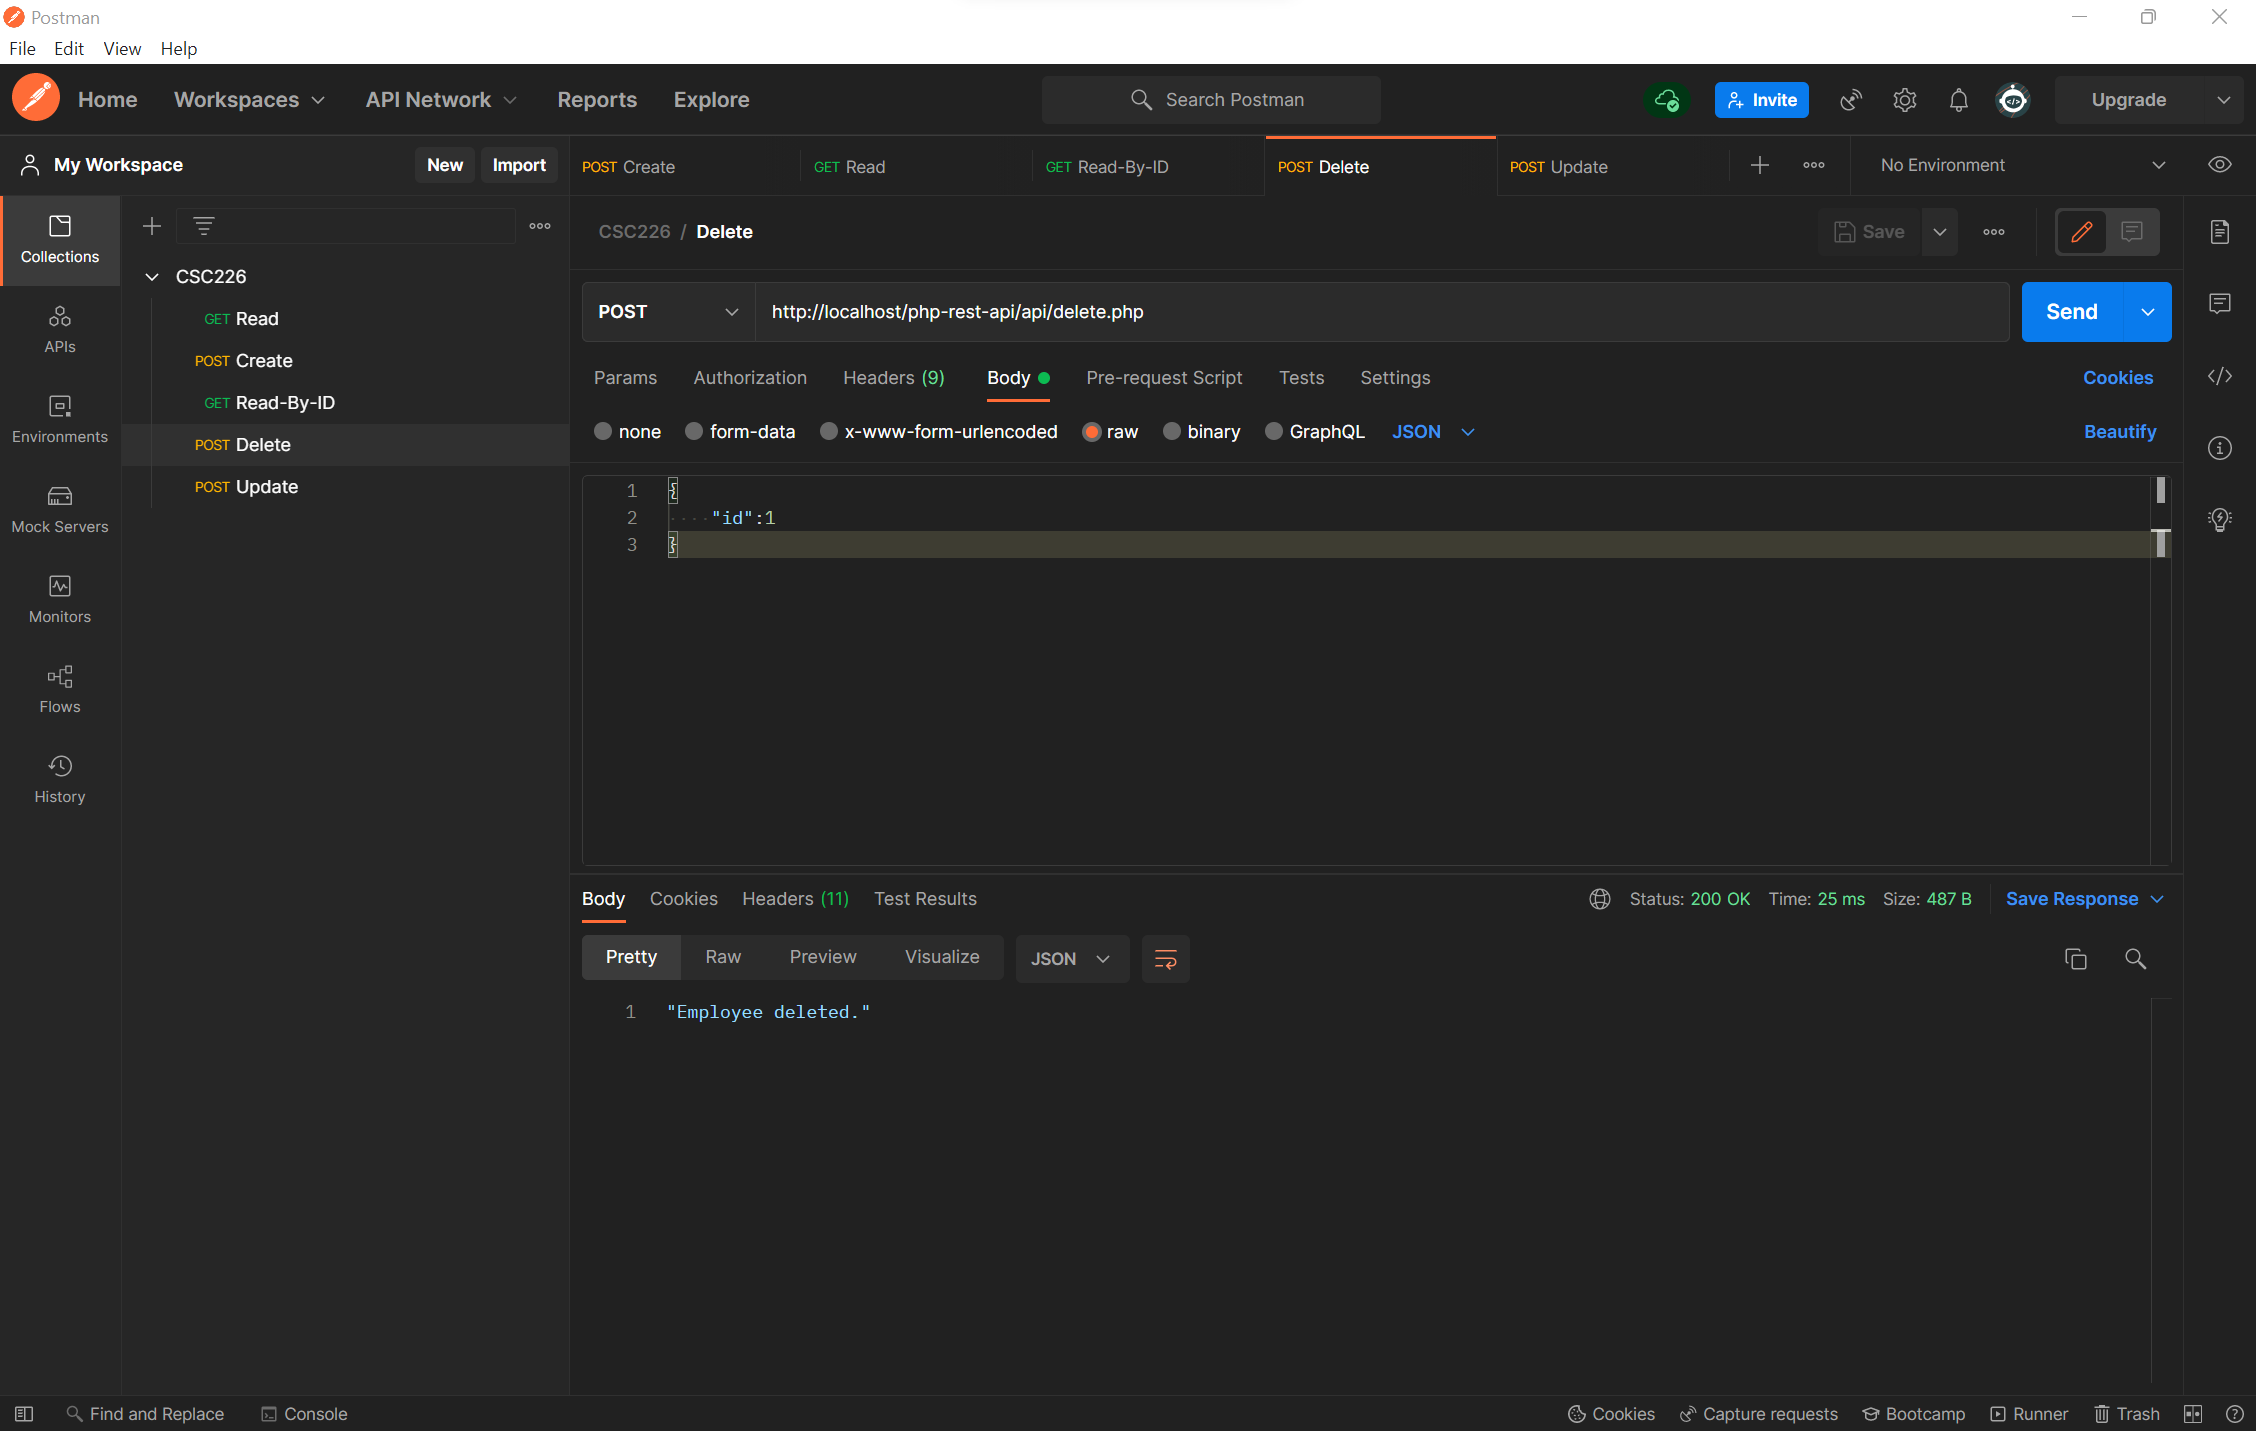 Postman
File Edit View Help
Home Workspaces API Network Reports Explore Search Postman Invite Upgrade
My Workspace New Import POST Create GET Read GET Read-By-ID POST Delete POST Update No Environment
Collections
APIs
Environments
Mock Servers
Monitors
Flows
History
CSC226
GET Read
POST Create
GET Read-By-ID
POST Delete
POST Update
CSC226 / Delete Save
POST http://localhost/php-rest-api/api/delete.php Send
Params Authorization Headers (9) Body Pre-request Script Tests Settings Cookies
none form-data x-www-form-urlencoded raw binary GraphQL JSON Beautify
1 {
2 ····"id":1
3 }
Body Cookies Headers (11) Test Results Status: 200 OK Time: 25 ms Size: 487 B Save Response
Pretty Raw Preview Visualize JSON
1 "Employee deleted."
Find and Replace Console Cookies Capture requests Bootcamp Runner Trash